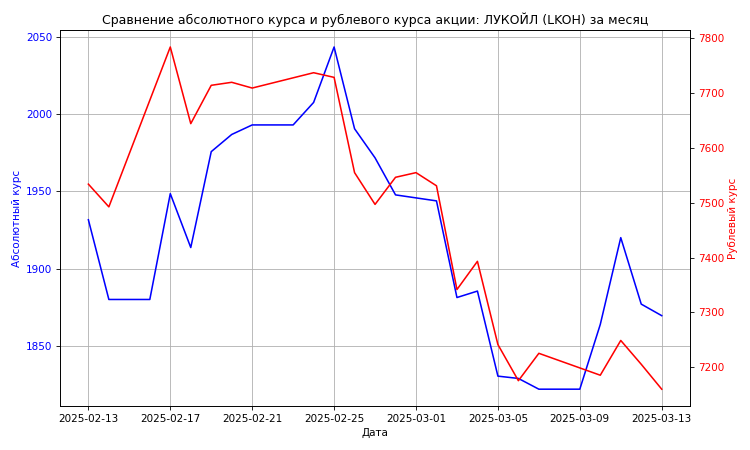 Сравнение абсолютного курса и рублевого курса акции: ЛУКОЙЛ (LKOH) за месяц
2050
2000
1950
1900
1850
Абсолютный курс
7800
7700
7600
7500
7400
7300
7200
Рублевый курс
2025-02-13 2025-02-17 2025-02-21 2025-02-25 2025-03-01 2025-03-05 2025-03-09 2025-03-13
Дата